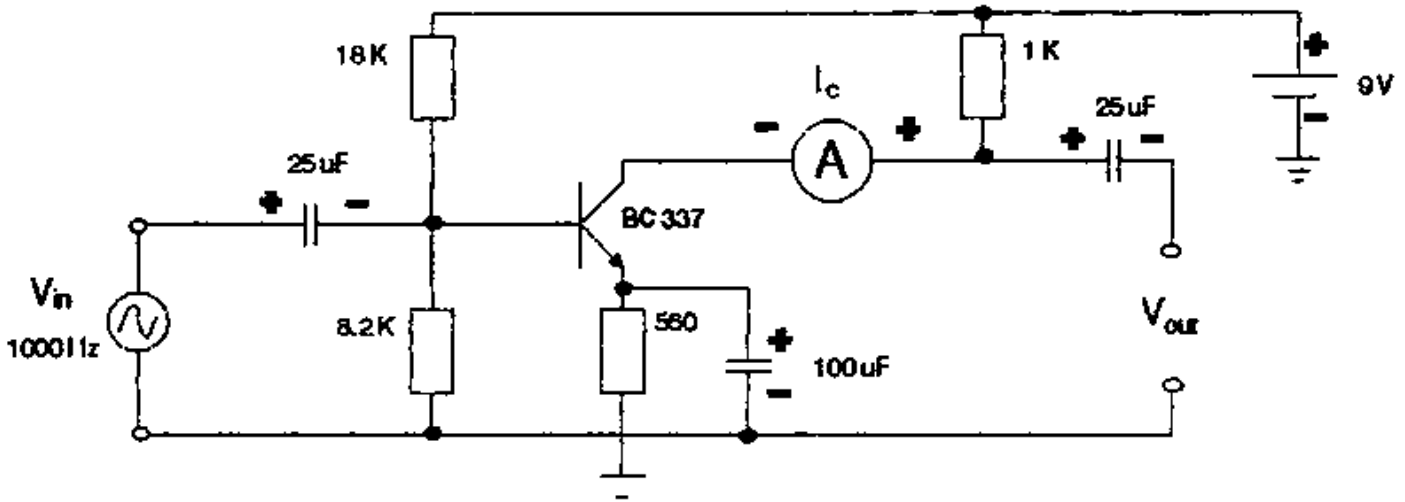 18K
1K
Ic
9V
25uF
25uF
A
BC337
Vin
1000Hz
8.2K
560
100uF
Vout